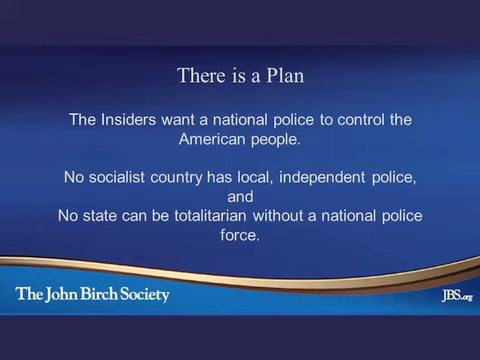 There is a Plan
The Insiders want a national police to control the
American people.
No socialist country has local, independent police,
and
No state can be totalitarian without a national police
force.
The John Birch Society
JBS.org